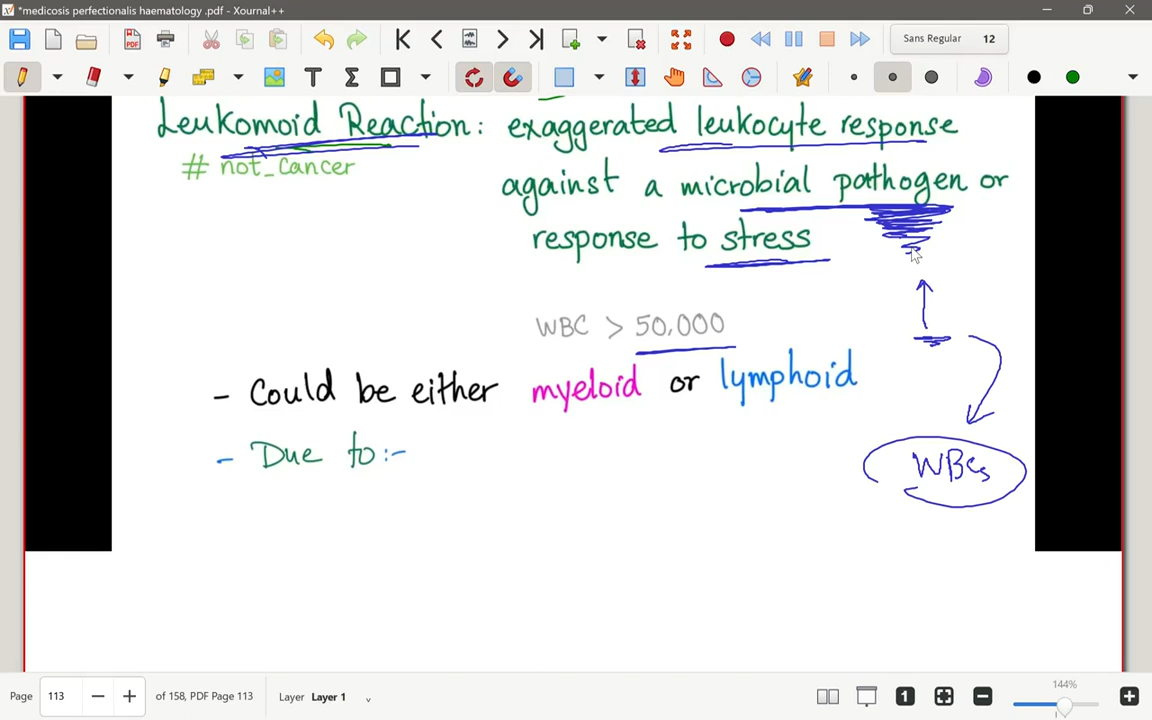 *medicosis perfectionalis haematology .pdf - Xournal++
PDF
Sans Regular 12
Leukomoid Reaction: exaggerated leukocyte response
# not_cancer
against a microbial pathogen or
response to stress
WBC > 50,000
- Could be either myeloid or lymphoid
- Due to:-
WBCs
Page 113 of 158, PDF Page 113 Layer Layer 1
144%